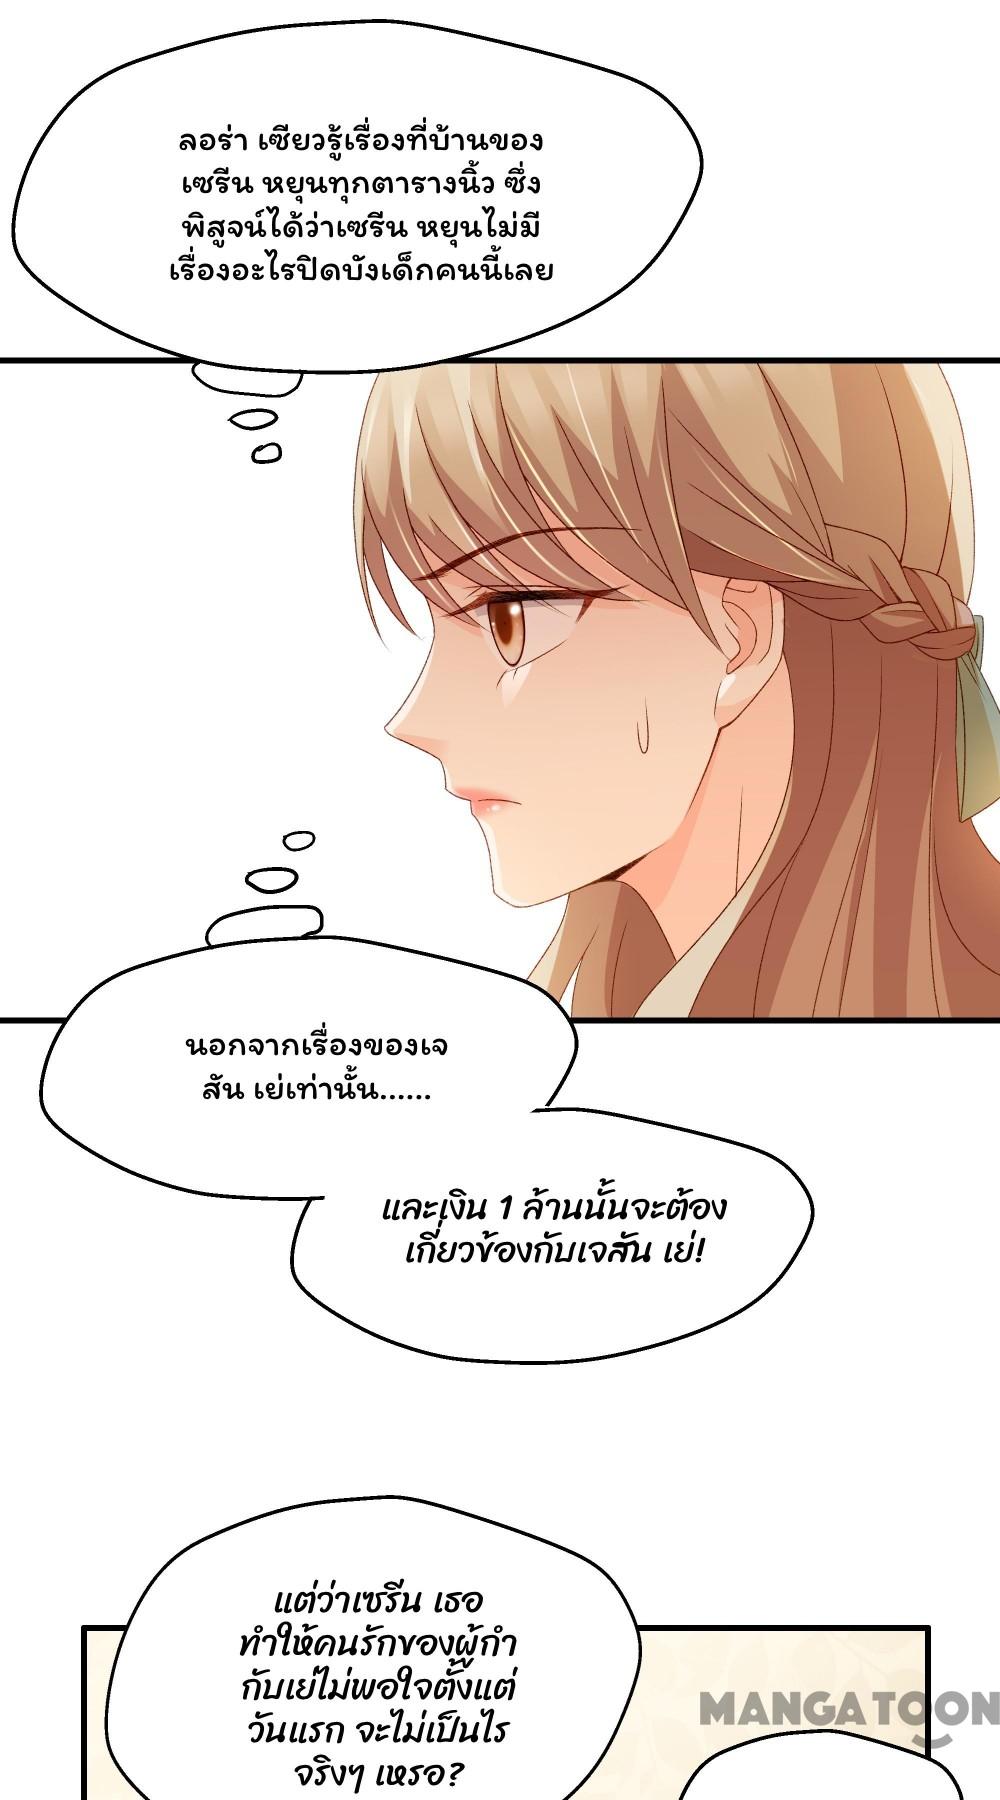 ลอร่า เซียวรู้เรื่องที่บ้านของ
เซรีน หยุนทุกตารางนิ้ว ซึ่ง
พิสูจน์ได้ว่าเซรีน หยุนไม่มี
เรื่องอะไรปิดบังเด็กคนนี้เลย
นอกจากเรื่องของเจ
สัน เย่เท่านั้น......
และเงิน 1 ล้านนั้นจะต้อง
เกี่ยวข้องกับเจสัน เย่!
แต่ว่าเซรีน เธอ
ทำให้คนรักของผู้กำ
กับเย่ไม่พอใจตั้งแต่
วันแรก จะไม่เป็นไร
จริงๆ เหรอ?
MANGATOON